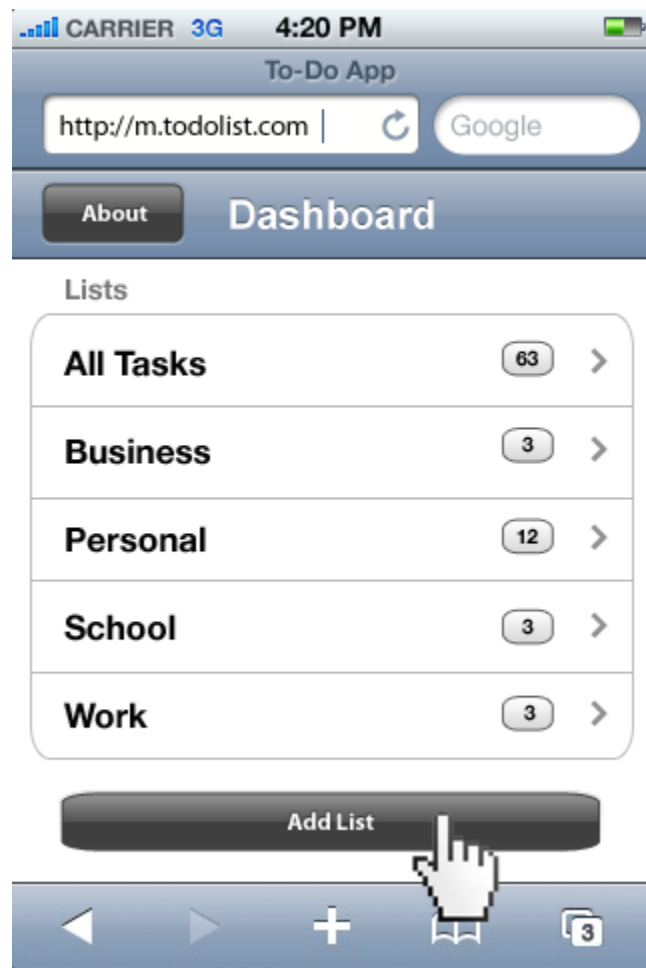 CARRIER 3G 4:20 PM
To-Do App
http://m.todolist.com Google
About Dashboard
Lists
All Tasks 63
Business 3
Personal 12
School 3
Work 3
Add List
3